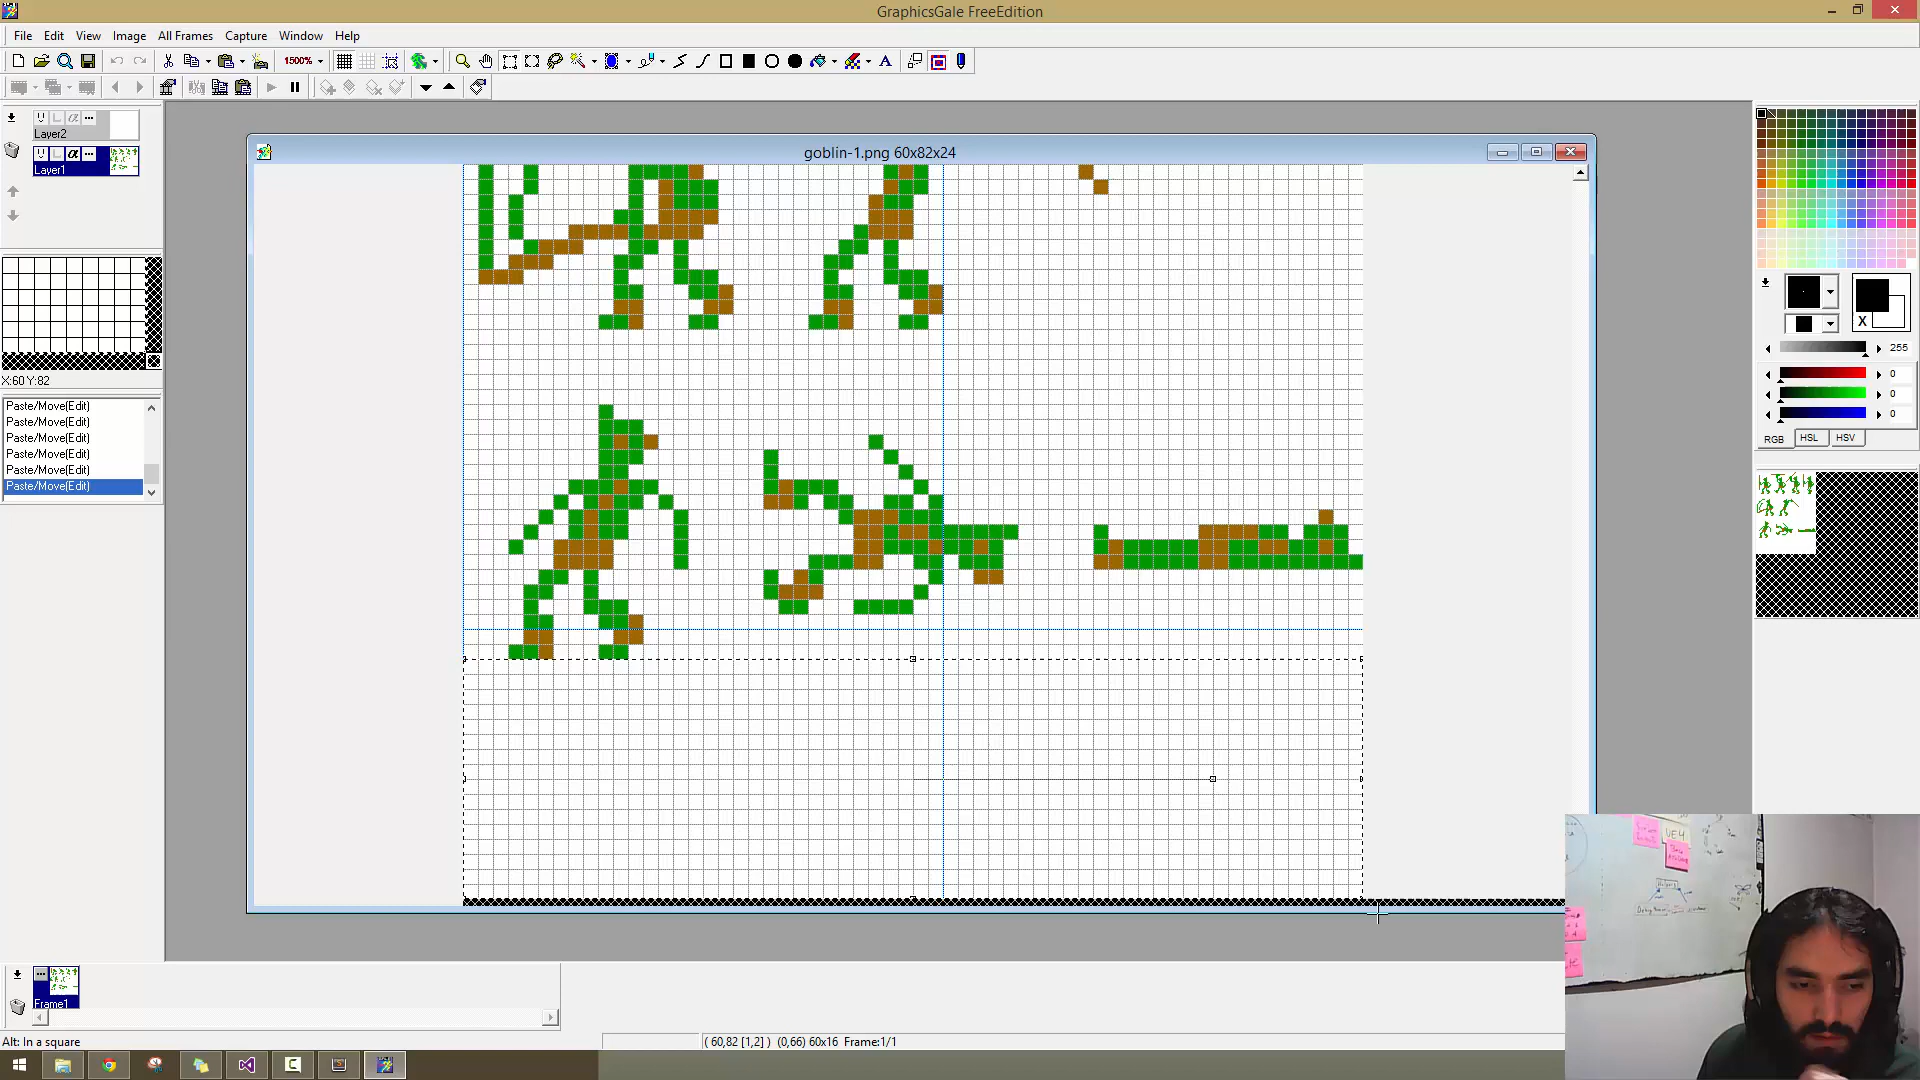 GraphicsGale FreeEdition
File Edit View Image All Frames Capture Window Help
1500%
A
Layer2
Layer1
goblin-1.png 60x82x24
X:60 Y:82
Paste/Move(Edit)
Paste/Move(Edit)
Paste/Move(Edit)
Paste/Move(Edit)
Paste/Move(Edit)
Paste/Move(Edit)
X
255
0
0
0
RGB HSL HSV
UE4
Frame1
Alt: In a square
( 60,82 [1,2] ) (0,66) 60x16 Frame:1/1